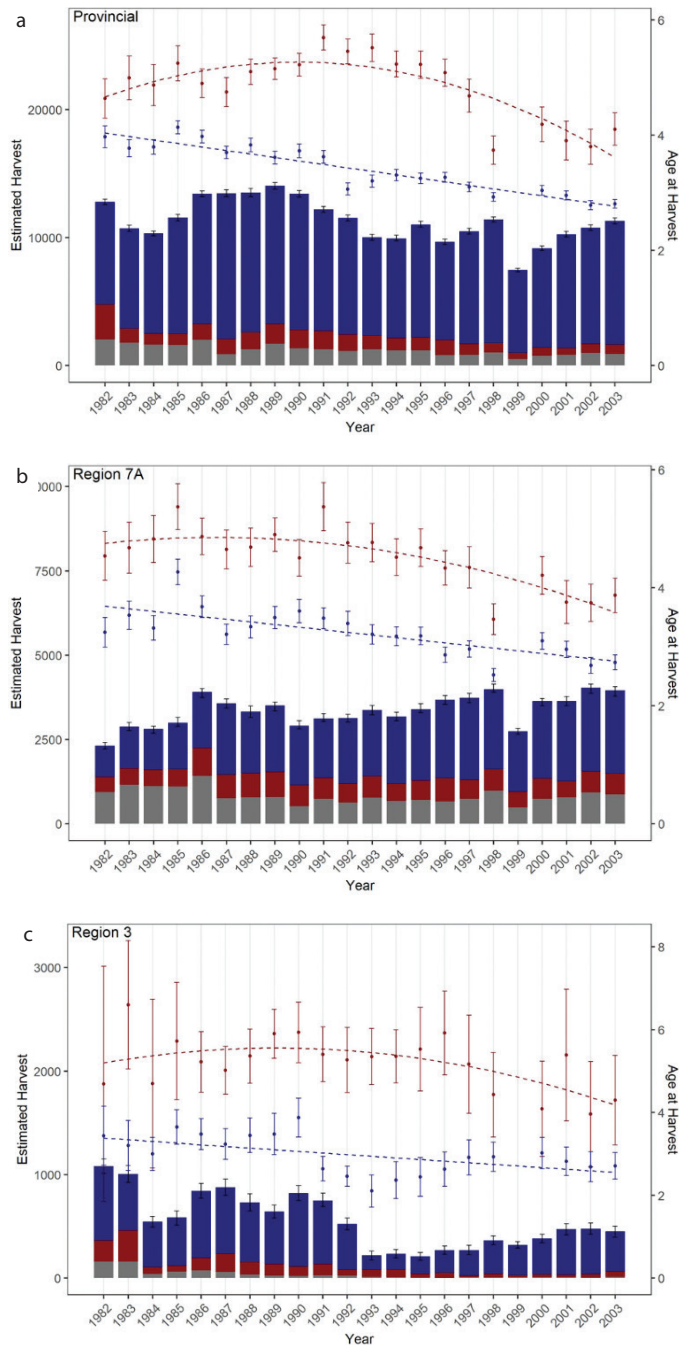 a
Provincial
6
20000
4
Estimated Harvest
Age at Harvest
10000
2
0
0
1982 1983 1984 1985 1986 1987 1988 1989 1990 1991 1992 1993 1994 1995 1996 1997 1998 1999 2000 2001 2002 2003
Year
b
Region 7A
6
0000
7500
4
Estimated Harvest
Age at Harvest
5000
2
2500
0
0
1982 1983 1984 1985 1986 1987 1988 1989 1990 1991 1992 1993 1994 1995 1996 1997 1998 1999 2000 2001 2002 2003
Year
c
Region 3
8
3000
6
2000
Estimated Harvest
Age at Harvest
4
1000
2
0
0
1982 1983 1984 1985 1986 1987 1988 1989 1990 1991 1992 1993 1994 1995 1996 1997 1998 1999 2000 2001 2002 2003
Year